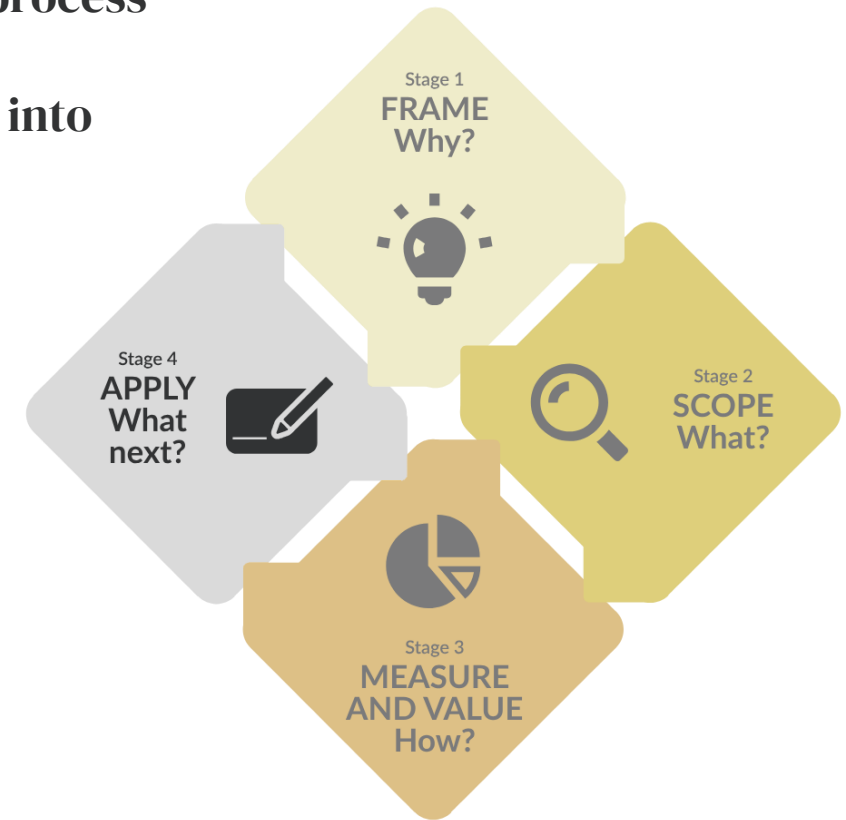 process
into
Stage 1
FRAME
Why?
Stage 2
SCOPE
What?
Stage 3
MEASURE
AND VALUE
How?
Stage 4
APPLY
What
next?